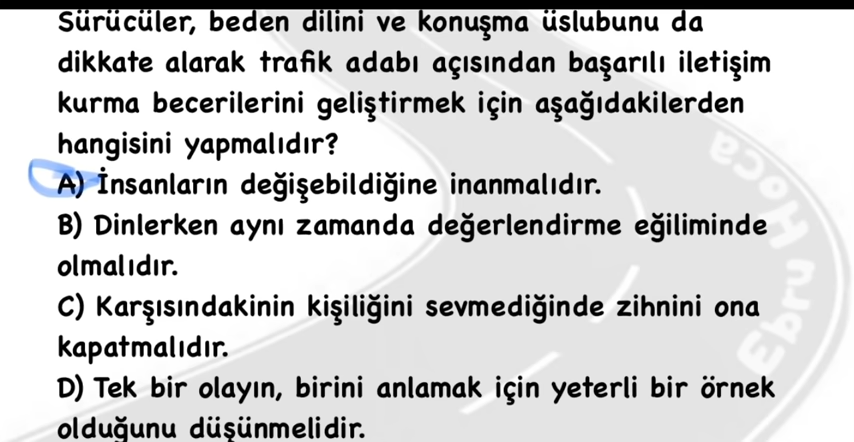 Sürücüler, beden dilini ve konuşma üslubunu da
dikkate alarak trafik adabı açısından başarılı iletişim
kurma becerilerini geliştirmek için aşağıdakilerden
hangisini yapmalıdır?
A) İnsanların değişebildiğine inanmalıdır.
B) Dinlerken aynı zamanda değerlendirme eğiliminde
olmalıdır.
C) Karşısındakinin kişiliğini sevmediğinde zihnini ona
kapatmalıdır.
D) Tek bir olayın, birini anlamak için yeterli bir örnek
olduğunu düşünmelidir.
Ebru Hoca